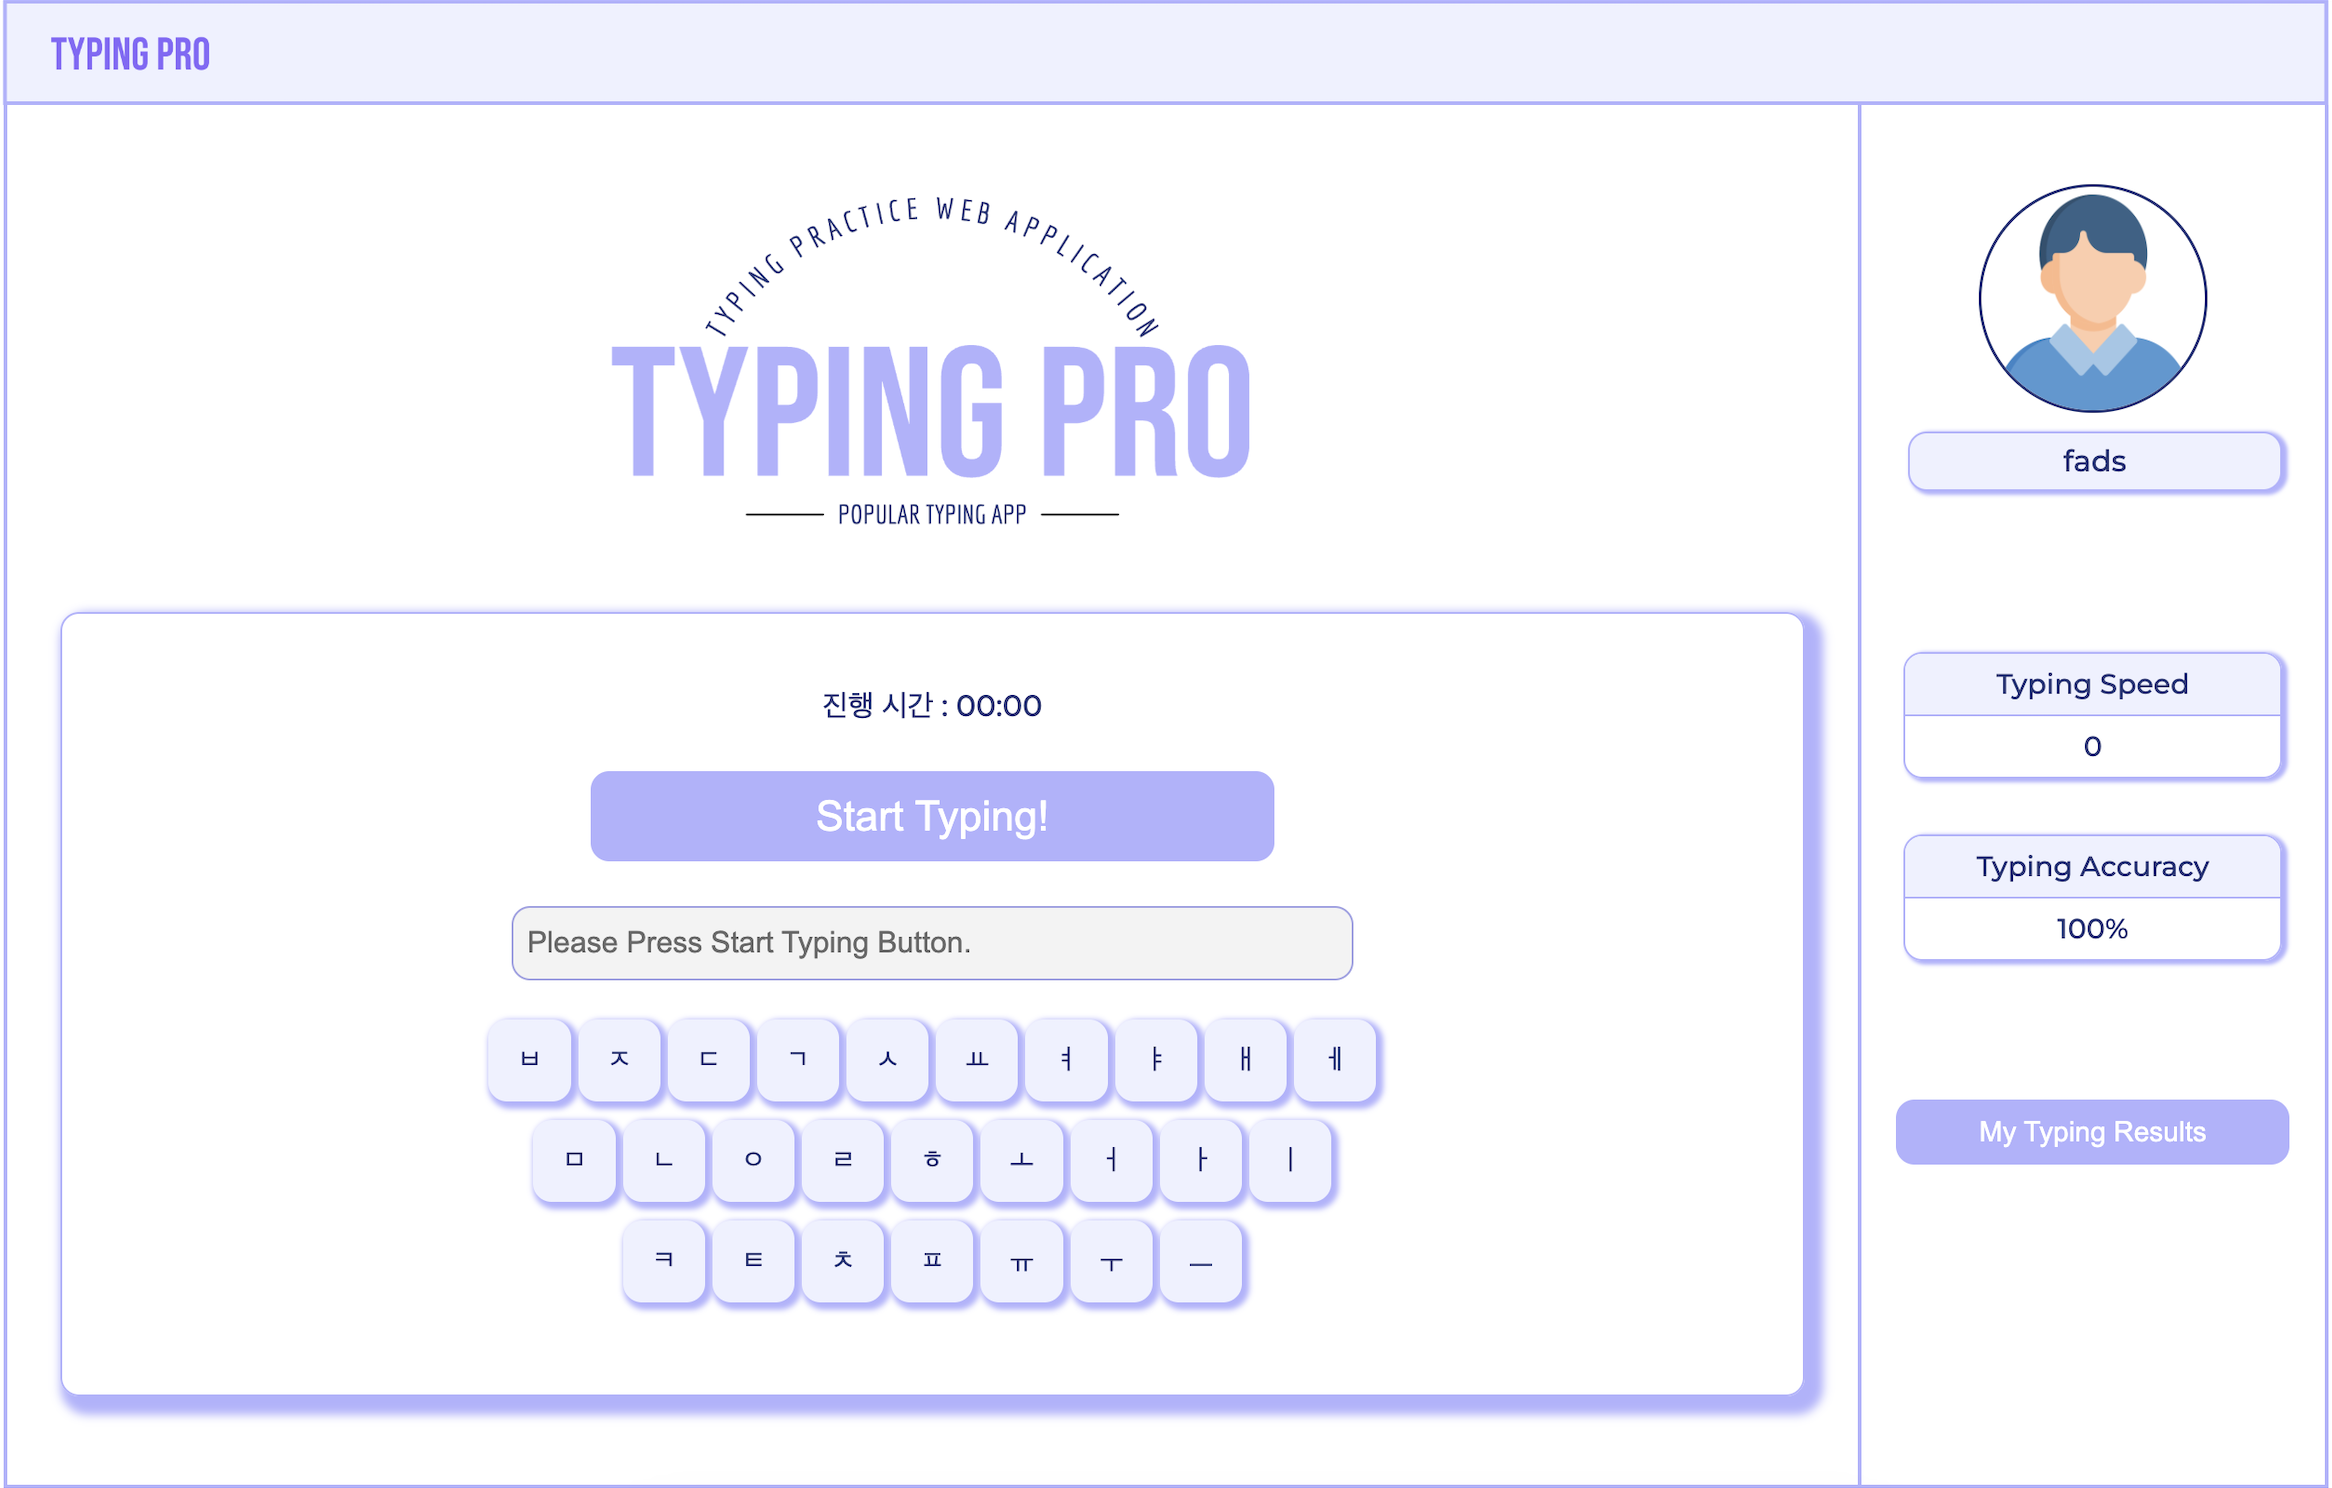 TYPING PRO
TYPING PRACTICE WEB APPLICATION
TYPING PRO
POPULAR TYPING APP
진행 시간 : 00:00
Start Typing!
Please Press Start Typing Button.
ㅂ ㅈ ㄷ ㄱ ㅅ ㅛ ㅕ ㅑ ㅐ ㅔ
ㅁ ㄴ ㅇ ㄹ ㅎ ㅗ ㅓ ㅏ ㅣ
ㅋ ㅌ ㅊ ㅍ ㅠ ㅜ ㅡ
fads
Typing Speed
0
Typing Accuracy
100%
My Typing Results